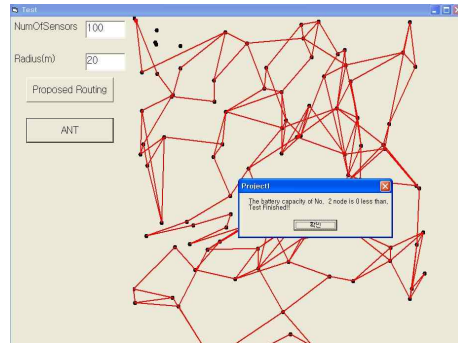 Test
NumOfSensors 100
Radius(m) 20
Proposed Routing
ANT
Project1
The battery capacity of No. 2 node is 0 less than,
Test Finished!!
확인